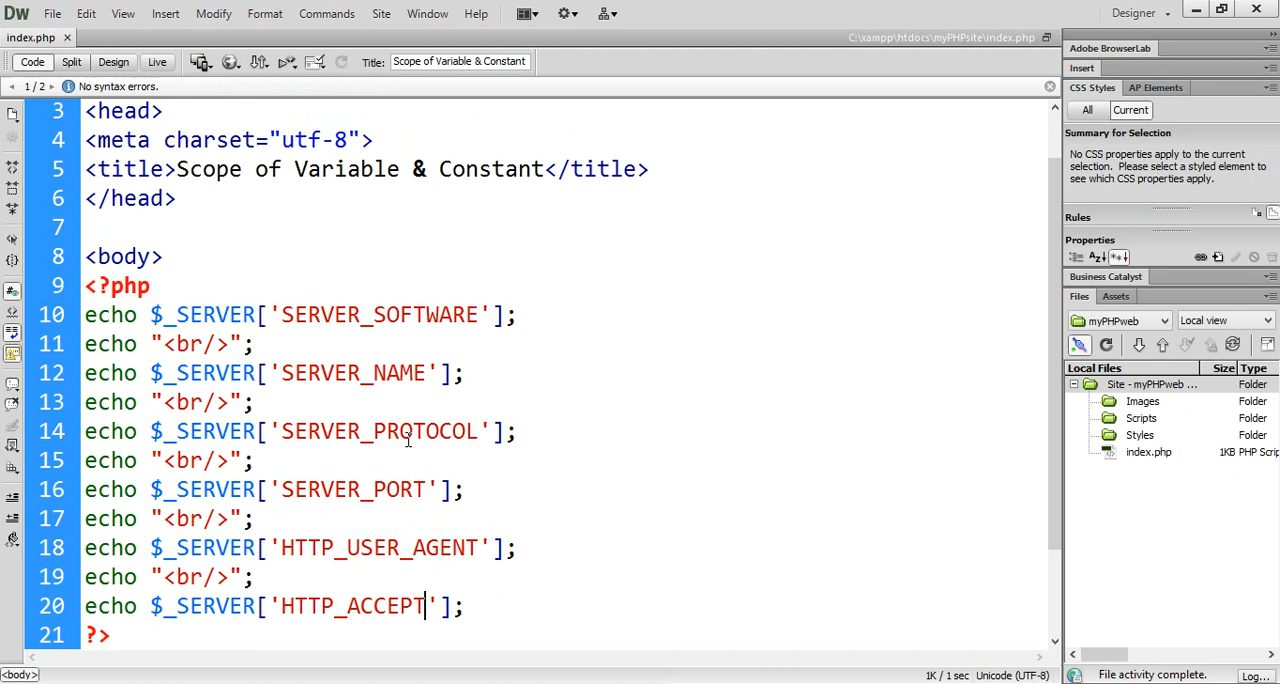 Dw File Edit View Insert Modify Format Commands Site Window Help Designer
index.php × C:\xampp\htdocs\myPHPsite\index.php
Code Split Design Live Title: Scope of Variable & Constant
1 / 2 No syntax errors.
3 <head>
4 <meta charset="utf-8">
5 <title>Scope of Variable & Constant</title>
6 </head>
7
8 <body>
9 <?php
10 echo $_SERVER['SERVER_SOFTWARE'];
11 echo "<br/>";
12 echo $_SERVER['SERVER_NAME'];
13 echo "<br/>";
14 echo $_SERVER['SERVER_PROTOCOL'];
15 echo "<br/>";
16 echo $_SERVER['SERVER_PORT'];
17 echo "<br/>";
18 echo $_SERVER['HTTP_USER_AGENT'];
19 echo "<br/>";
20 echo $_SERVER['HTTP_ACCEPT'];
21 ?>
<body> 1K / 1 sec Unicode (UTF-8)
Adobe BrowserLab
Insert
CSS Styles AP Elements
All Current
Summary for Selection
No CSS properties apply to the current
selection. Please select a styled element to
see which CSS properties apply.
Rules
Properties
Business Catalyst
Files Assets
myPHPweb Local view
Local Files Size Type
Site - myPHPweb ... Folder
Images Folder
Scripts Folder
Styles Folder
index.php 1KB PHP Scrip
File activity complete. Log...